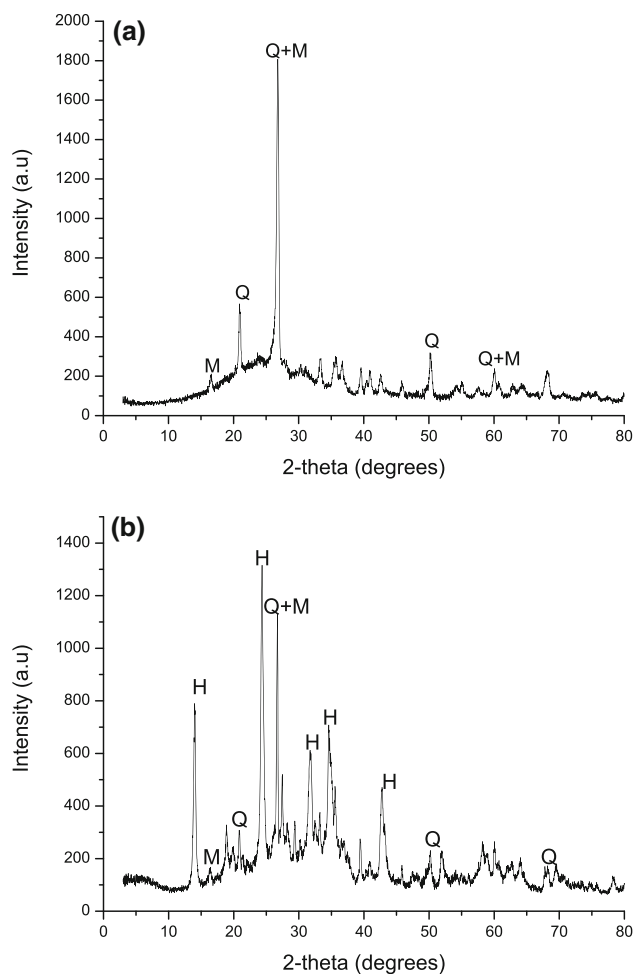 (a)
2000
1800
1600
1400
1200
1000
800
600
400
200
0
Intensity (a.u)
Q+M
Q
M
Q
Q+M
0 10 20 30 40 50 60 70 80
2-theta (degrees)
(b)
1400
1200
1000
800
600
400
200
0
Intensity (a.u)
H
H
Q+M
H
H
H
M
Q
Q
Q
0 10 20 30 40 50 60 70 80
2-theta (degrees)